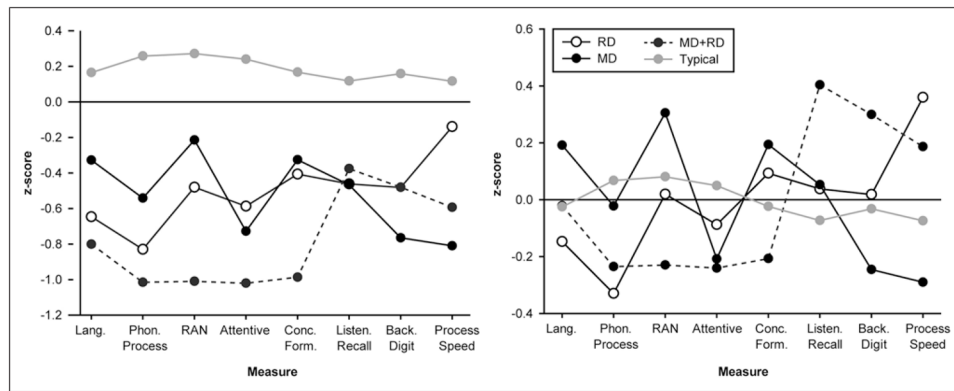 0.4
0.2
0.0
-0.2
-0.4
-0.6
-0.8
-1.0
-1.2
z-score
Lang. Phon. Process RAN Attentive Conc. Form. Listen. Recall Back. Digit Process Speed
Measure
0.6
0.4
0.2
0.0
-0.2
-0.4
z-score
RD MD+RD
MD Typical
Lang. Phon. Process RAN Attentive Conc. Form. Listen. Recall Back. Digit Process Speed
Measure